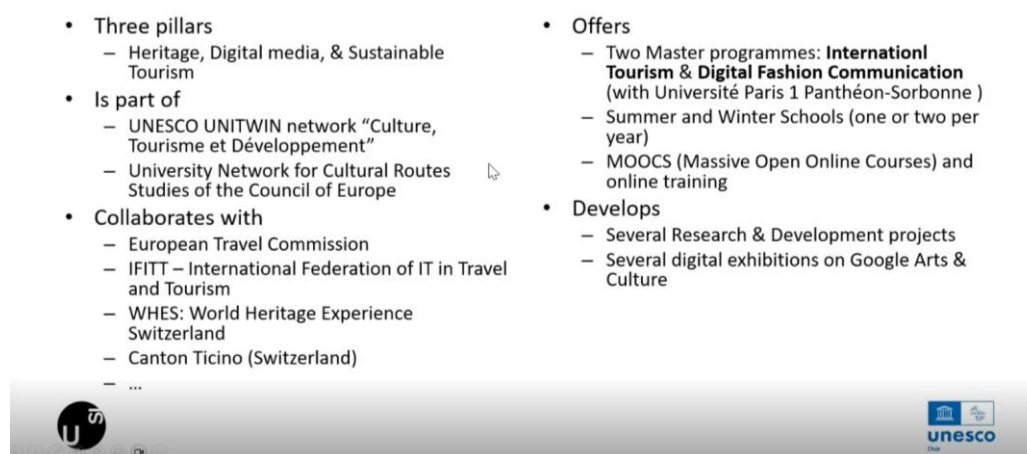 • Three pillars
– Heritage, Digital media, & Sustainable
Tourism
• Is part of
– UNESCO UNITWIN network “Culture,
Tourisme et Développement”
– University Network for Cultural Routes
Studies of the Council of Europe
• Collaborates with
– European Travel Commission
– IFITT – International Federation of IT in Travel
and Tourism
– WHES: World Heritage Experience
Switzerland
– Canton Ticino (Switzerland)
– ...
• Offers
– Two Master programmes: Internationl
Tourism & Digital Fashion Communication
(with Université Paris 1 Panthéon-Sorbonne )
– Summer and Winter Schools (one or two per
year)
– MOOCS (Massive Open Online Courses) and
online training
• Develops
– Several Research & Development projects
– Several digital exhibitions on Google Arts &
Culture
U SI
unesco
Chair